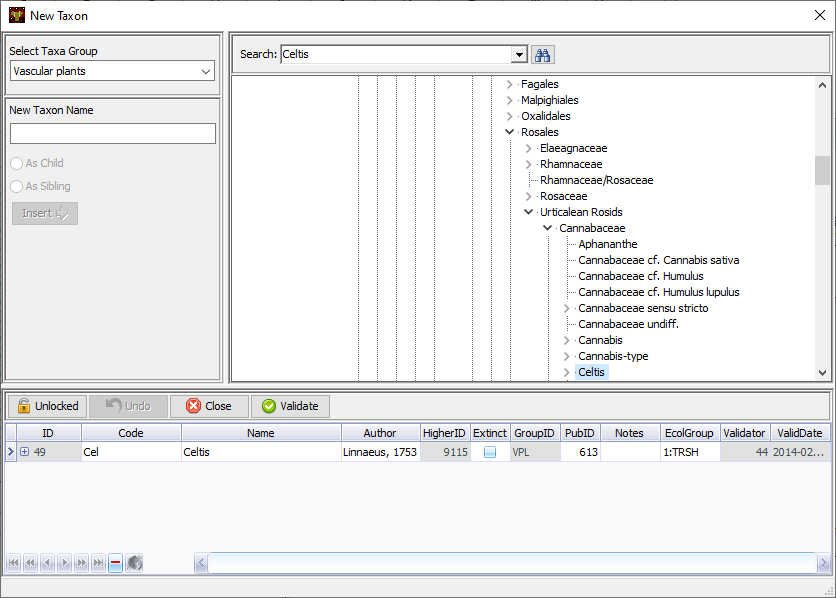 New Taxon
Select Taxa Group
Vascular plants
New Taxon Name
As Child
As Sibling
Insert
Search: Celtis
Fagales
Malpighiales
Oxalidales
Rosales
Elaeagnaceae
Rhamnaceae
Rhamnaceae/Rosaceae
Rosaceae
Urticalean Rosids
Cannabaceae
Aphananthe
Cannabaceae cf. Cannabis sativa
Cannabaceae cf. Humulus
Cannabaceae cf. Humulus lupulus
Cannabaceae sensu stricto
Cannabaceae undiff.
Cannabis
Cannabis-type
Celtis
Unlocked Undo Close Validate
ID Code Name Author HigherID Extinct GroupID PubID Notes EcolGroup Validator ValidDate
49 Cel Celtis Linnaeus, 1753 9115 VPL 613 1:TRSH 44 2014-02...